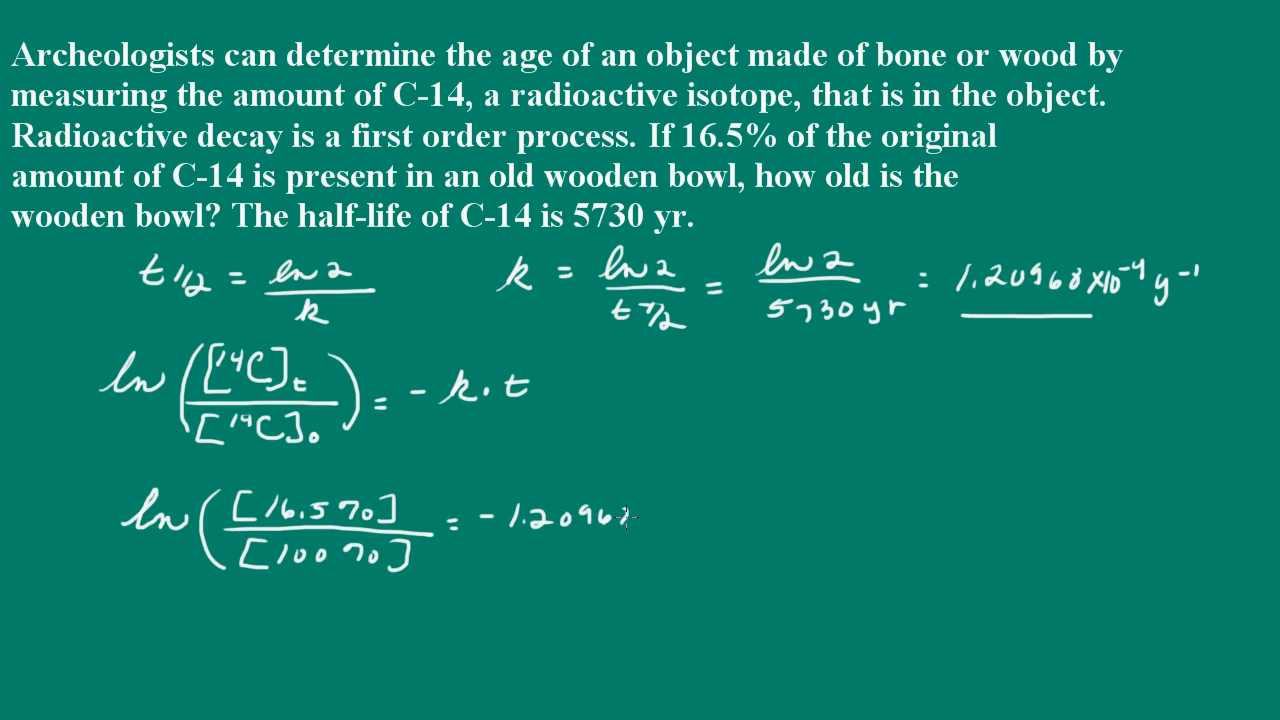 Archeologists can determine the age of an object made of bone or wood by
measuring the amount of C-14, a radioactive isotope, that is in the object.
Radioactive decay is a first order process. If 16.5% of the original
amount of C-14 is present in an old wooden bowl, how old is the
wooden bowl? The half-life of C-14 is 5730 yr.
t 1/2 = ln 2 / k   k = ln 2 / t 1/2 = ln 2 / 5730 yr = 1.20968 x 10⁻⁴ y⁻¹
ln ([¹⁴C]t / [¹⁴C]₀) = - k · t
ln ([16.5 %] / [100 %] = - 1.2096